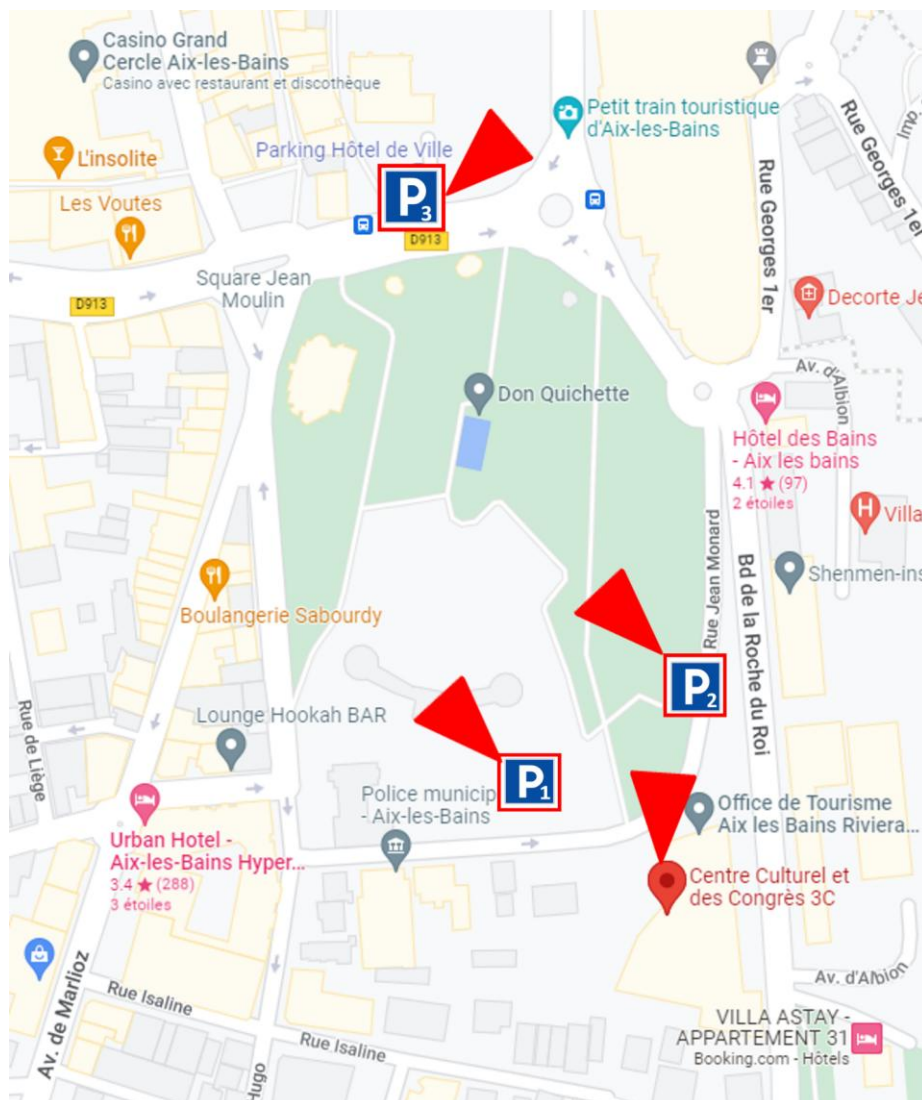 Casino Grand
Cercle Aix-les-Bains
Casino avec restaurant et discothèque
Petit train touristique
d'Aix-les-Bains
Parking Hôtel de Ville
L'insolite
Les Voutes
P3
D913
Rue Georges 1er
Rue Georges 1er
Imp.
Square Jean
Moulin
D913
Decorte Jé
Av. d'Albion
Don Quichette
Hôtel des Bains
- Aix les bains
4.1 ★ (97)
2 étoiles
H
Villa
Shenmen-ins
Boulangerie Sabourdy
Rue Jean Monard
Bd de la Roche du Roi
P2
Rue de Liège
Lounge Hookah BAR
P1
Police municip
- Aix-les-Bains
Office de Tourisme
Aix les Bains Riviera...
Urban Hotel -
Aix-les-Bains Hyper...
3.4 ★ (288)
3 étoiles
Centre Culturel et
des Congrès 3C
Av. de Marlioz
Rue Isaline
Rue Isaline
Hugo
Av. d'Albion
VILLA ASTAY -
APPARTEMENT 31
Booking.com - Hôtels